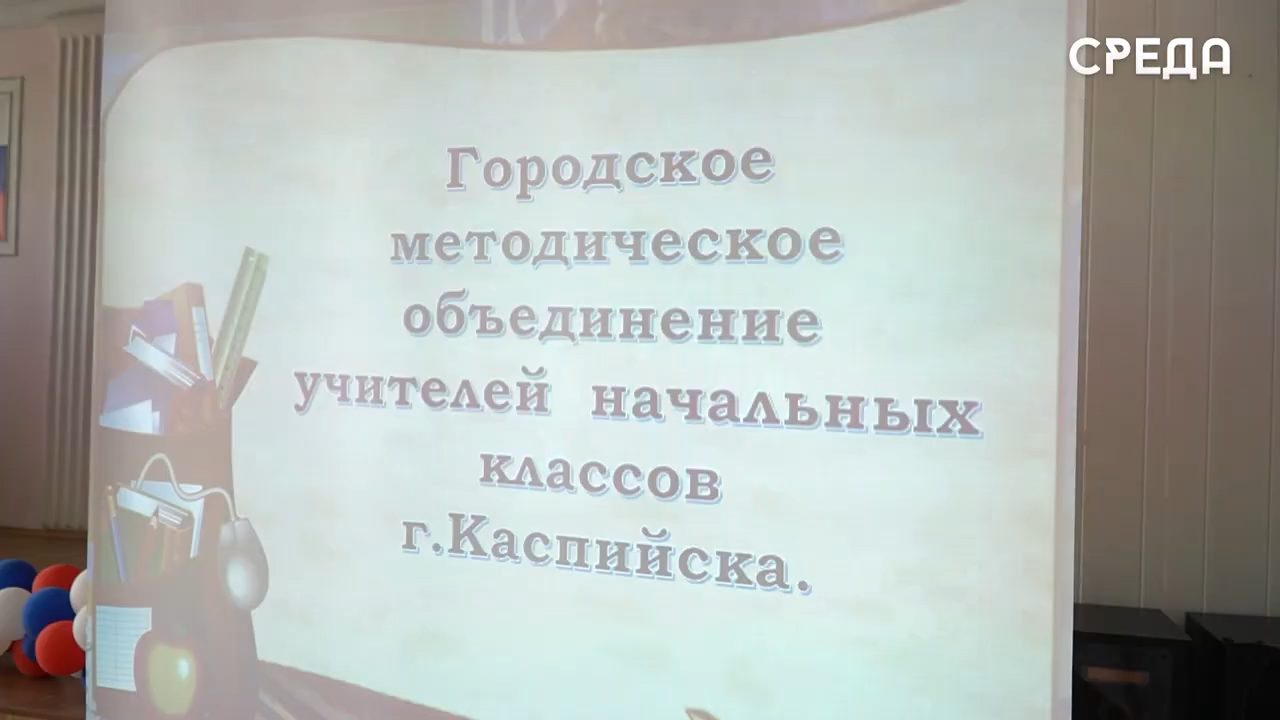 СРЕДА
Городское
методическое
объединение
учителей начальных
классов
г.Каспийска.